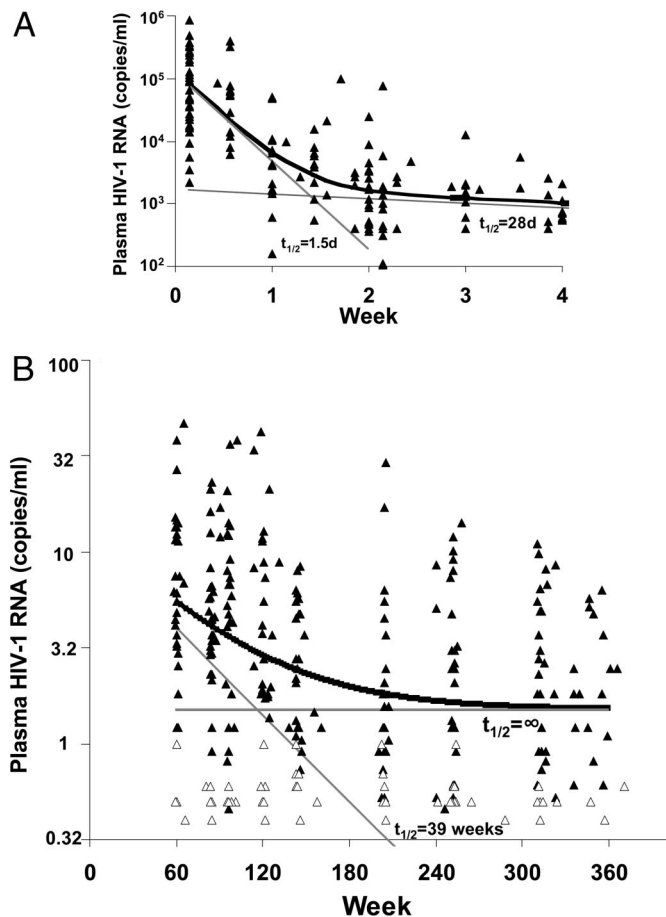 A
Plasma HIV-1 RNA (copies/ml)
10⁶
10⁵
10⁴
10³
10²
t₁/₂=1.5d
t₁/₂=28d
0 1 2 3 4
Week
B
Plasma HIV-1 RNA (copies/ml)
100
32
10
3.2
1
0.32
t₁/₂=∞
t₁/₂=39 weeks
0 60 120 180 240 300 360
Week